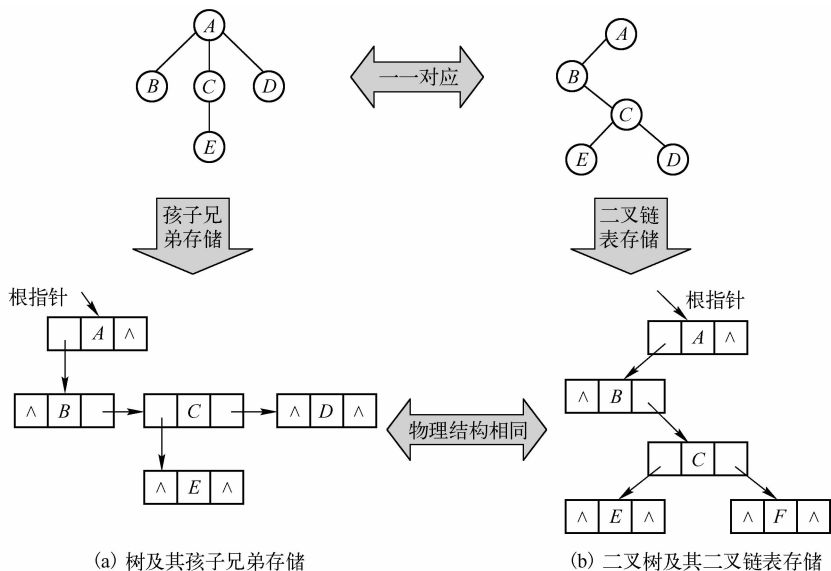 A
A
B
C
D
一一对应
B
C
E
E
D
孩子兄
弟存储
二叉链
表存储
根指针
根指针
A ∧
A ∧
∧ B
C
∧ D ∧
物理结构相同
∧ B
C
∧ E ∧
∧ E ∧
∧ F ∧
(a) 树及其孩子兄弟存储
(b) 二叉树及其二叉链表存储